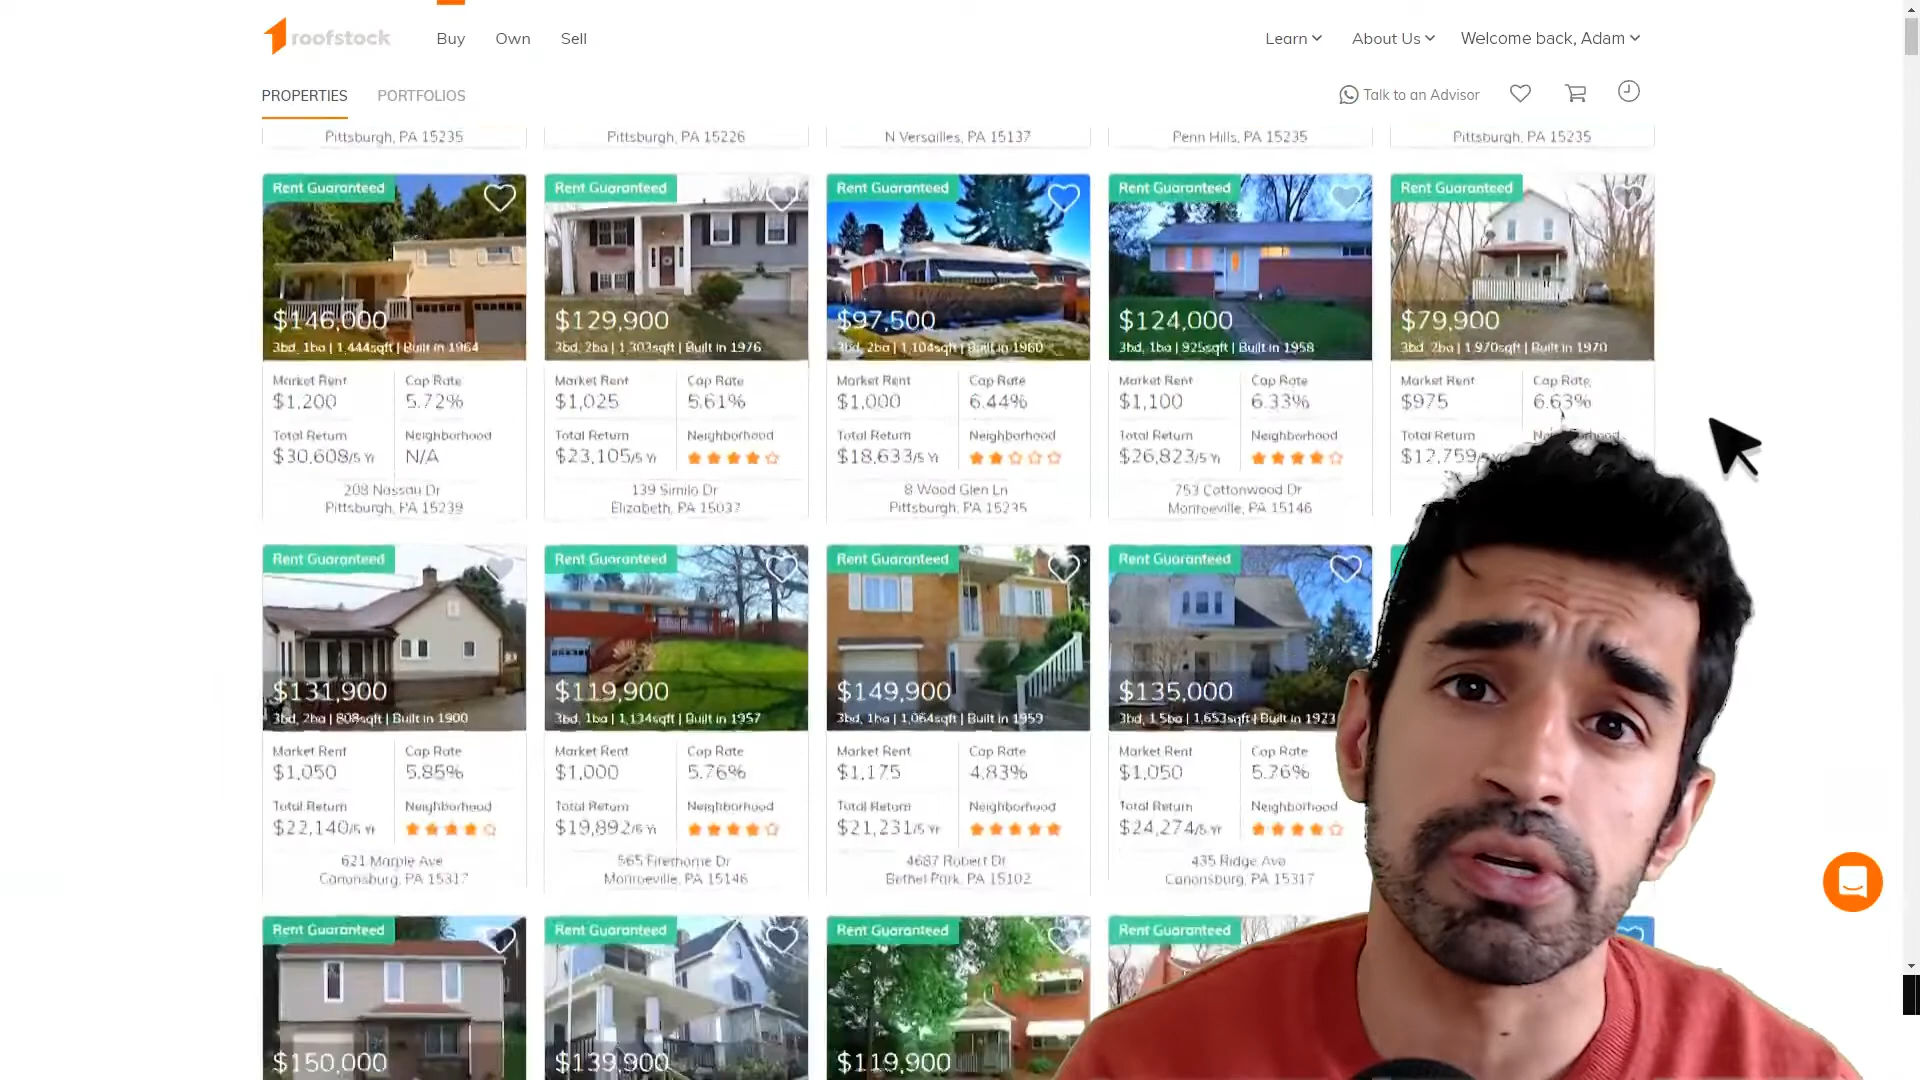 roofstock
Buy
Own
Sell
Learn
About Us
Welcome back, Adam
PROPERTIES
PORTFOLIOS
Talk to an Advisor
Pittsburgh, PA 15235
Pittsburgh, PA 15226
N Versailles, PA 15137
Penn Hills, PA 15235
Pittsburgh, PA 15235
Rent Guaranteed
$146,000
3bd, 1ba | 1,444sqft | Built in 1964
Market Rent
Cap Rate
$1,200
5.72%
Total Return
Neighborhood
$30,608/5 Yr
N/A
208 Nassau Dr
Pittsburgh, PA 15239
Rent Guaranteed
$129,900
3bd, 2ba | 1,303sqft | Built in 1976
Market Rent
Cap Rate
$1,025
5.61%
Total Return
Neighborhood
$23,105/5 Yr
139 Simila Dr
Elizabeth, PA 15037
Rent Guaranteed
$97,500
3bd, 2ba | 1,104sqft | Built in 1960
Market Rent
Cap Rate
$1,000
6.44%
Total Return
Neighborhood
$18,633/5 Yr
8 Wood Glen Ln
Pittsburgh, PA 15235
Rent Guaranteed
$124,000
3bd, 1ba | 925sqft | Built in 1958
Market Rent
Cap Rate
$1,100
6.33%
Total Return
Neighborhood
$26,823/5 Yr
753 Cottonwood Dr
Monroeville, PA 15146
Rent Guaranteed
$79,900
3bd, 2ba | 1,970sqft | Built in 1970
Market Rent
Cap Rate
$975
6.63%
Total Return
Neighborhood
$12,759
Rent Guaranteed
$131,900
3bd, 2ba | 808sqft | Built in 1900
Market Rent
Cap Rate
$1,050
5.85%
Total Return
Neighborhood
$22,140/5 Yr
621 Maple Ave
Canonsburg, PA 15317
Rent Guaranteed
$119,900
3bd, 1ba | 1,134sqft | Built in 1957
Market Rent
Cap Rate
$1,000
5.76%
Total Return
Neighborhood
$19,892/5 Yr
565 Firethorne Dr
Monroeville, PA 15146
Rent Guaranteed
$149,900
3bd, 1ba | 1,064sqft | Built in 1959
Market Rent
Cap Rate
$1,175
4.83%
Total Return
Neighborhood
$21,231/5 Yr
4687 Robert Dr
Bethel Park, PA 15102
Rent Guaranteed
$135,000
3bd, 1.5ba | 1,653sqft | Built in 1923
Market Rent
Cap Rate
$1,050
5.76%
Total Return
Neighborhood
$24,274/5 Yr
435 Ridge Ave
Canonsburg, PA 15317
Rent Guaranteed
$150,000
Rent Guaranteed
$139,900
Rent Guaranteed
$119,900
Rent Guaranteed